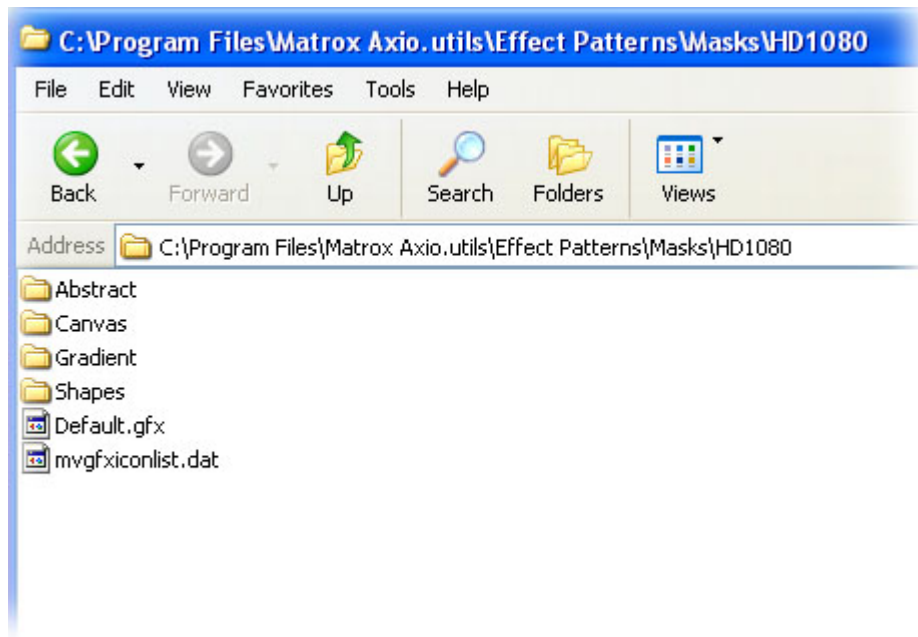 C:\Program Files\Matrox Axio.utils\Effect Patterns\Masks\HD1080
File Edit View Favorites Tools Help
Back Forward Up Search Folders Views
Address C:\Program Files\Matrox Axio.utils\Effect Patterns\Masks\HD1080
Abstract
Canvas
Gradient
Shapes
Default.gfx
mvgfxiconlist.dat